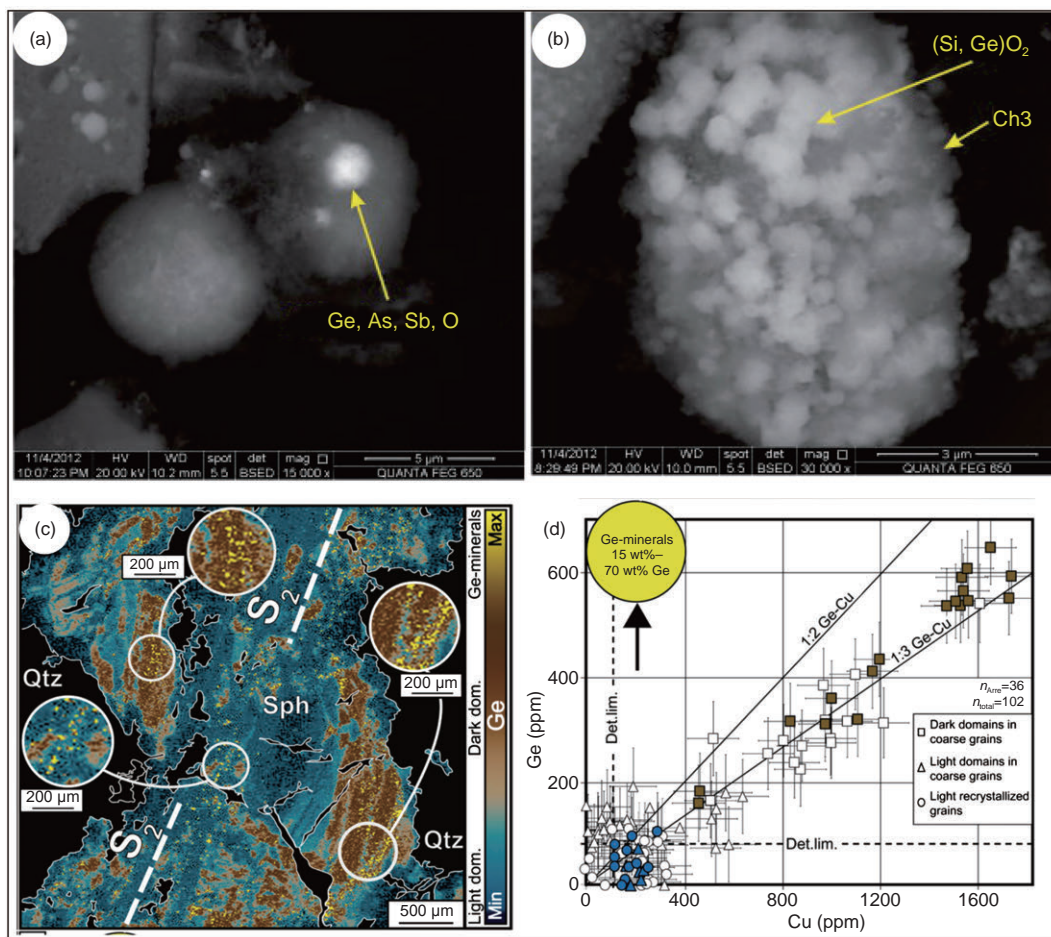 (a)
Ge, As, Sb, O
11/4/2012 HV WD spot det mag □ 5 µm
10:07:23 PM 20.00 kV 10.2 mm 5.5 BSED 15 000 x QUANTA FEG 650
(b)
(Si, Ge)O₂
Ch3
11/4/2012 HV WD spot det mag □ 3 µm
8:29:49 PM 20.00 kV 10.0 mm 5.5 BSED 30 000 x QUANTA FEG 650
(c)
200 µm
S₂
200 µm
Qtz
Sph
200 µm
S₂
Qtz
500 µm
Max
Ge-minerals
Dark dom.
Ge
Light dom.
Min
(d)
Ge-minerals
15 wt%–
70 wt% Ge
1:2 Ge-Cu
1:3 Ge-Cu
Det.lim.
Det.lim.
n_Arre=36
n_total=102
Dark domains in
coarse grains
Light domains in
coarse grains
Light recrystallized
grains
Ge (ppm)
600
400
200
0
0 400 800 1200 1600
Cu (ppm)